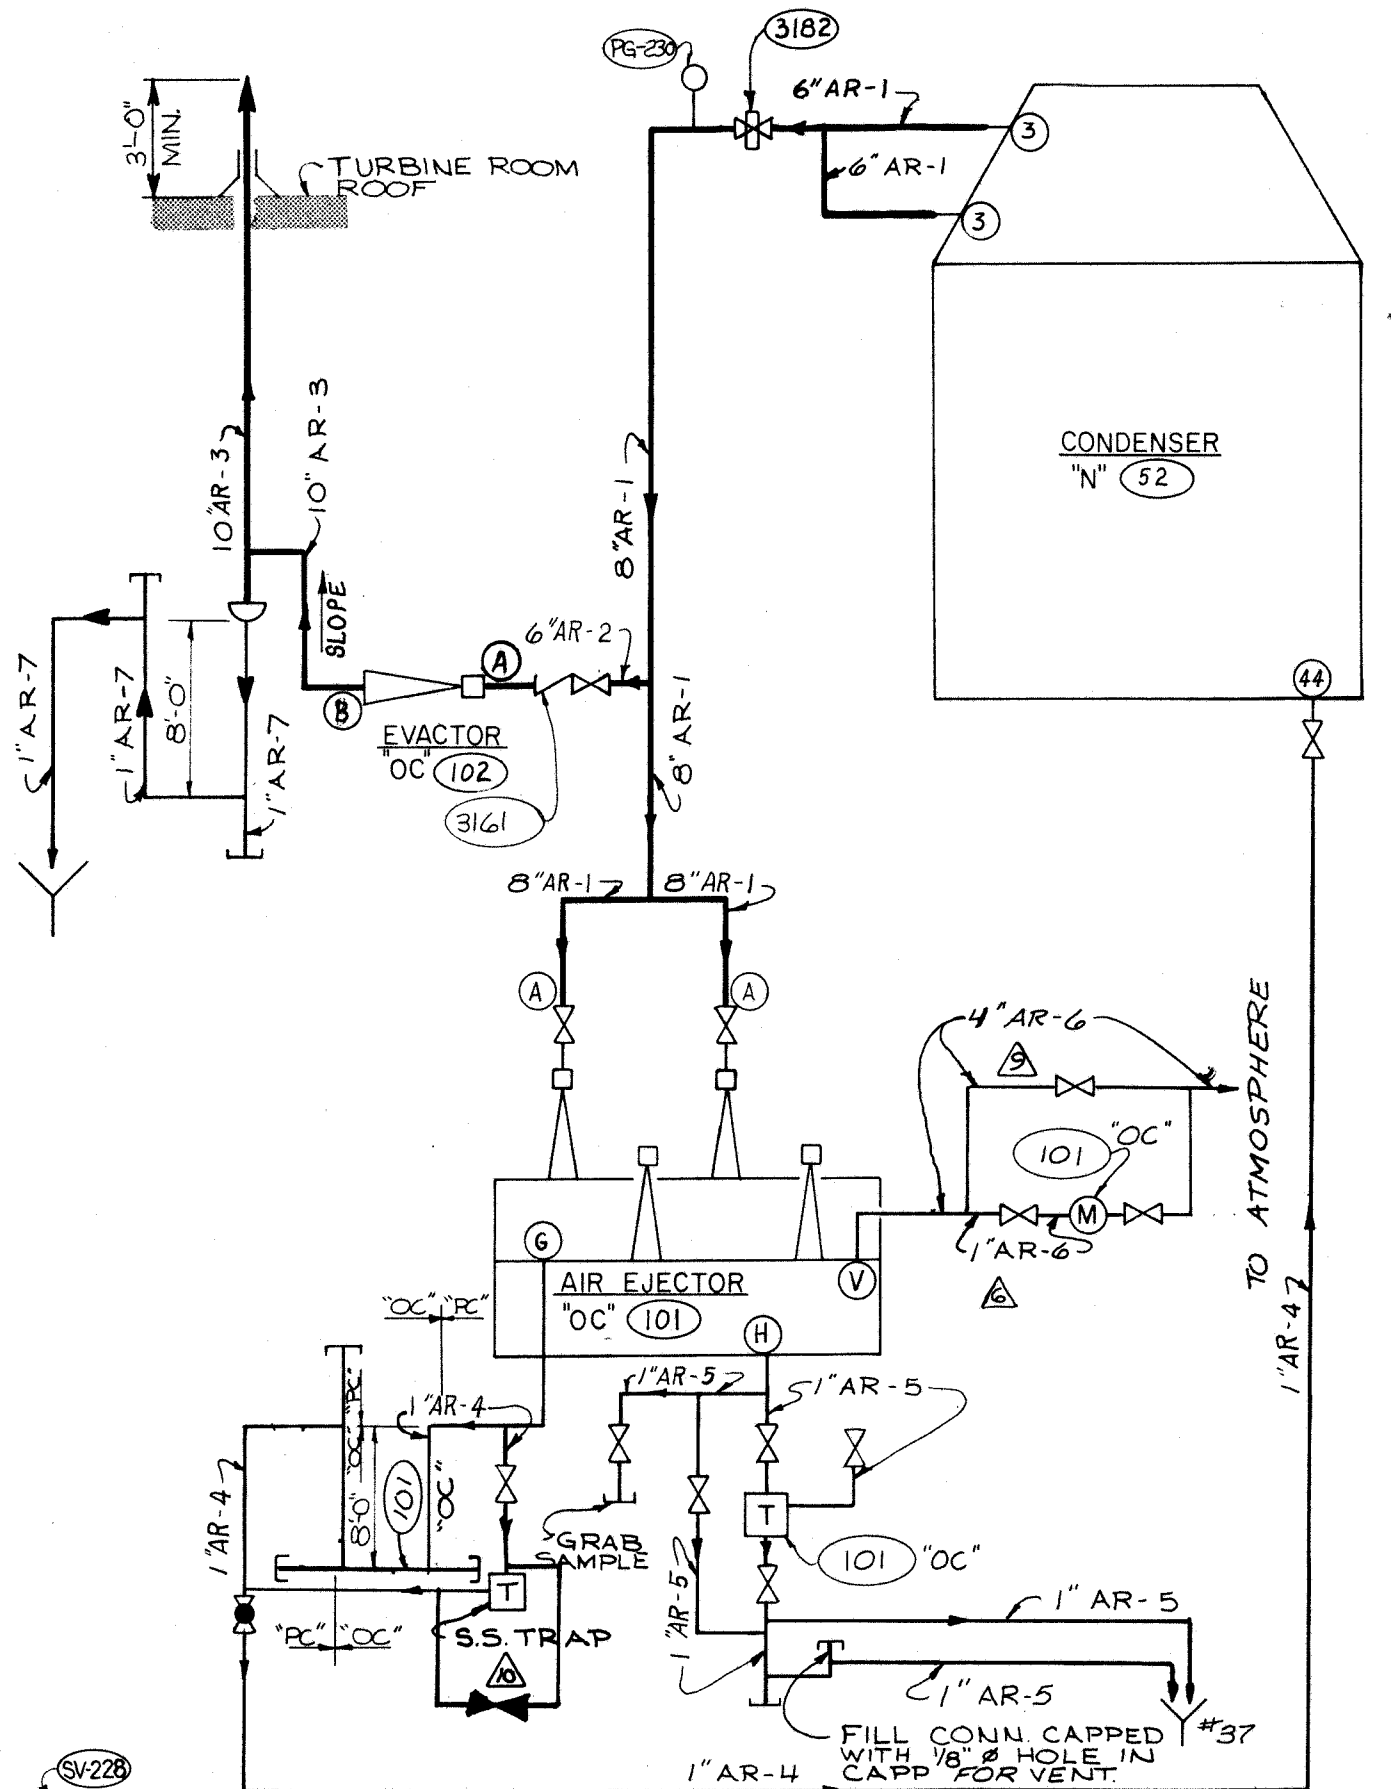 PG-230
3182
3'-0"
MIN.
TURBINE ROOM
ROOF
6"AR-1
3
6"AR-1
3
CONDENSER
"N" 52
44
10"AR-3
10" AR-3
8"AR-1
SLOPE
6"AR-2
A
B
EVACTOR
"OC" 102
3161
1"AR-7
1"AR-7
8'-0"
1"AR-7
8"AR-1
8"AR-1
8"AR-1
A
A
4"AR-6
9
101
"OC"
M
1"AR-6
6
TO ATMOSPHERE
1"AR-4
G
AIR EJECTOR
"OC" 101
V
H
"OC" "PC"
"PC"
"OC"
8'-0"
101
"OC"
1"AR-4
1"AR-4
1"AR-5
1"AR-5
T
101 "OC"
GRAB
SAMPLE
T
S.S. TRAP
10
"PC" "OC"
1"AR-5
1"AR-5
1" AR-5
1" AR-5
#37
FILL CONN. CAPPED
WITH 1/8" Ø HOLE IN
CAPP FOR VENT.
SV-228
1"AR-4